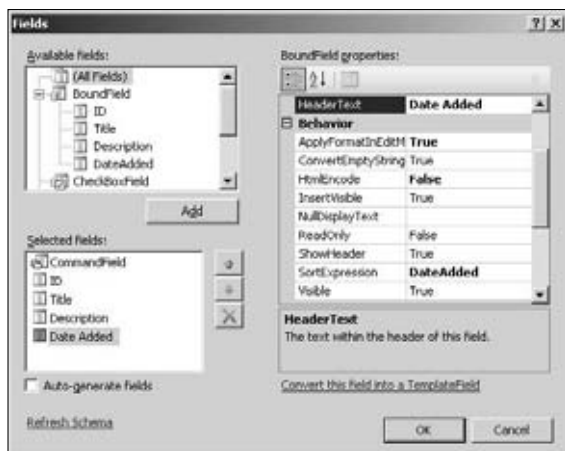 Fields
Available fields:
(All Fields)
BoundField
ID
Title
Description
DateAdded
CheckBoxField
Add
Selected fields:
CommandField
ID
Title
Description
Date Added
Auto-generate fields
Refresh Schema
BoundField properties:
HeaderText Date Added
Behavior
ApplyFormatInEditM True
ConvertEmptyString True
HtmlEncode False
InsertVisible True
NullDisplayText
ReadOnly False
ShowHeader True
SortExpression DateAdded
Visible True
HeaderText
The text within the header of this field.
Convert this field into a TemplateField
OK Cancel